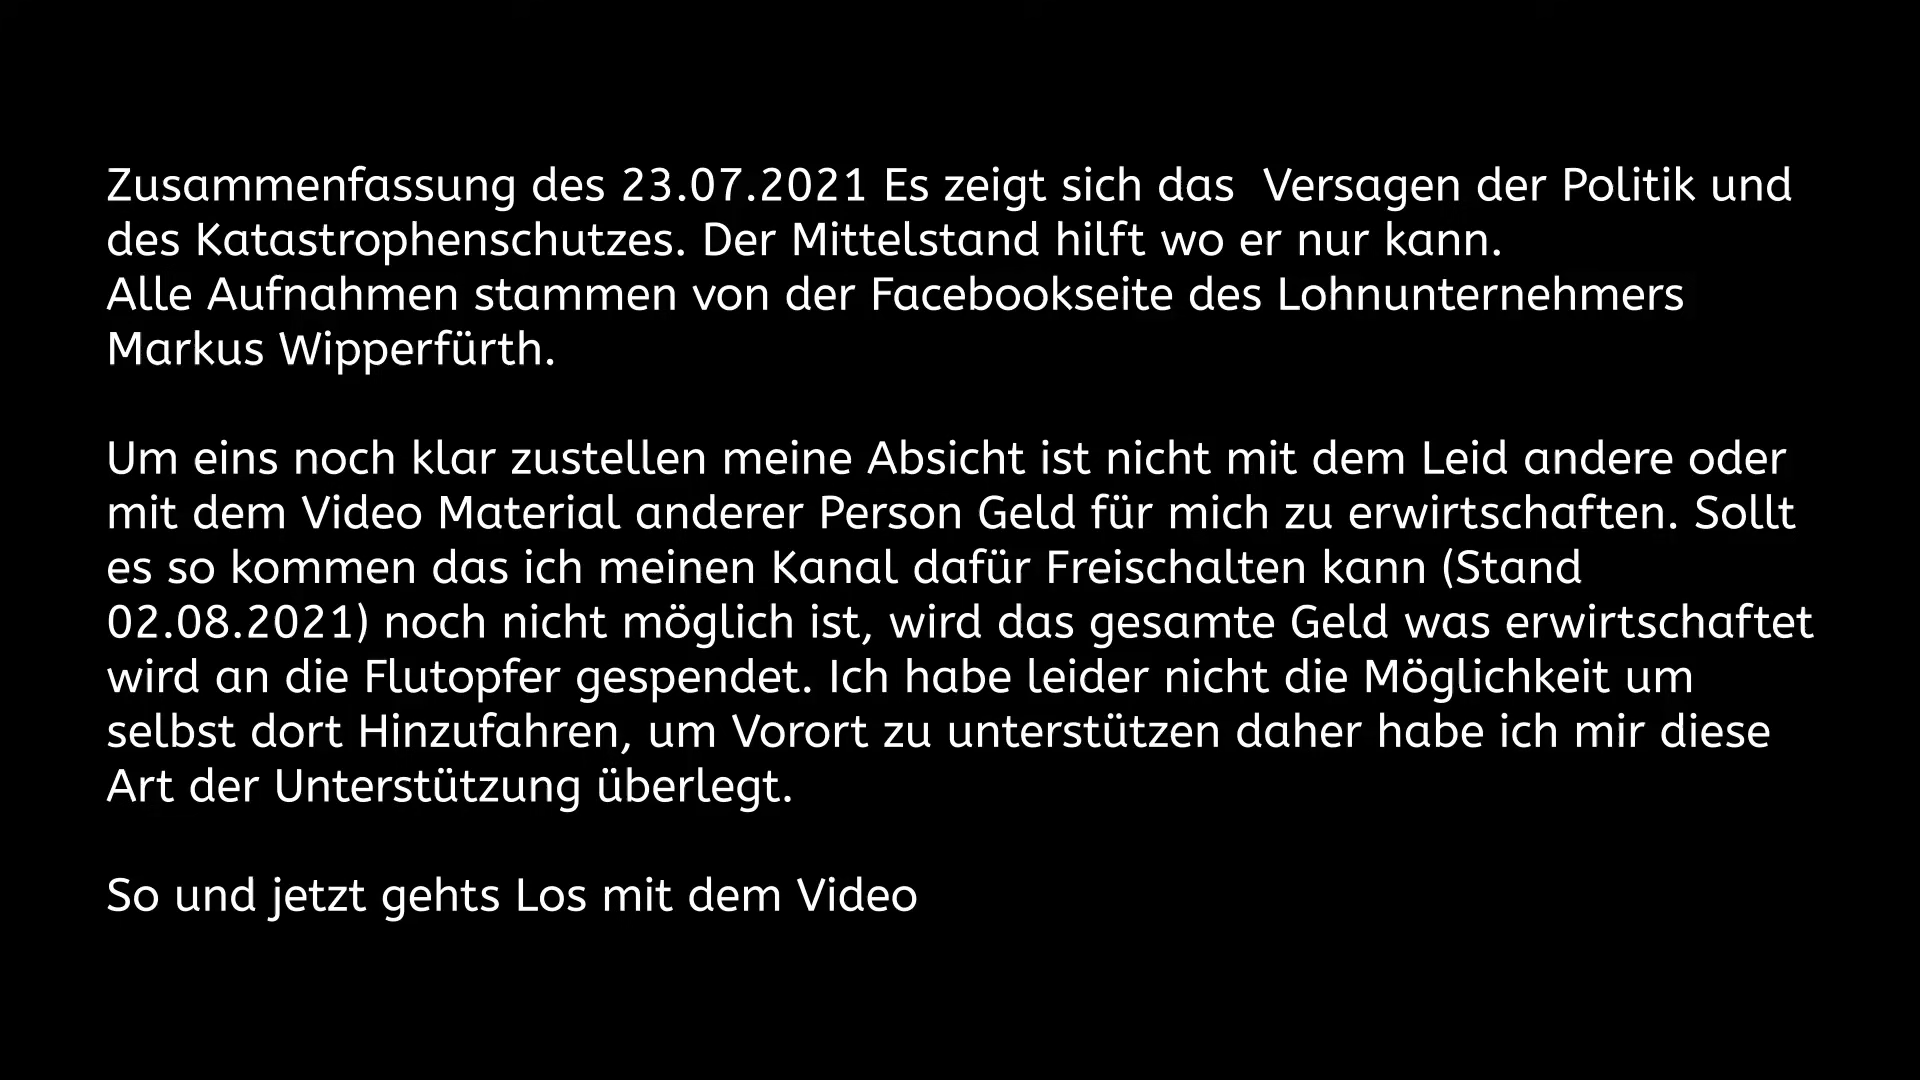 Zusammenfassung des 23.07.2021 Es zeigt sich das  Versagen der Politik und
des Katastrophenschutzes. Der Mittelstand hilft wo er nur kann.
Alle Aufnahmen stammen von der Facebookseite des Lohnunternehmers
Markus Wipperfürth.

Um eins noch klar zustellen meine Absicht ist nicht mit dem Leid andere oder
mit dem Video Material anderer Person Geld für mich zu erwirtschaften. Sollt
es so kommen das ich meinen Kanal dafür Freischalten kann (Stand
02.08.2021) noch nicht möglich ist, wird das gesamte Geld was erwirtschaftet
wird an die Flutopfer gespendet. Ich habe leider nicht die Möglichkeit um
selbst dort Hinzufahren, um Vorort zu unterstützen daher habe ich mir diese
Art der Unterstützung überlegt.

So und jetzt gehts Los mit dem Video